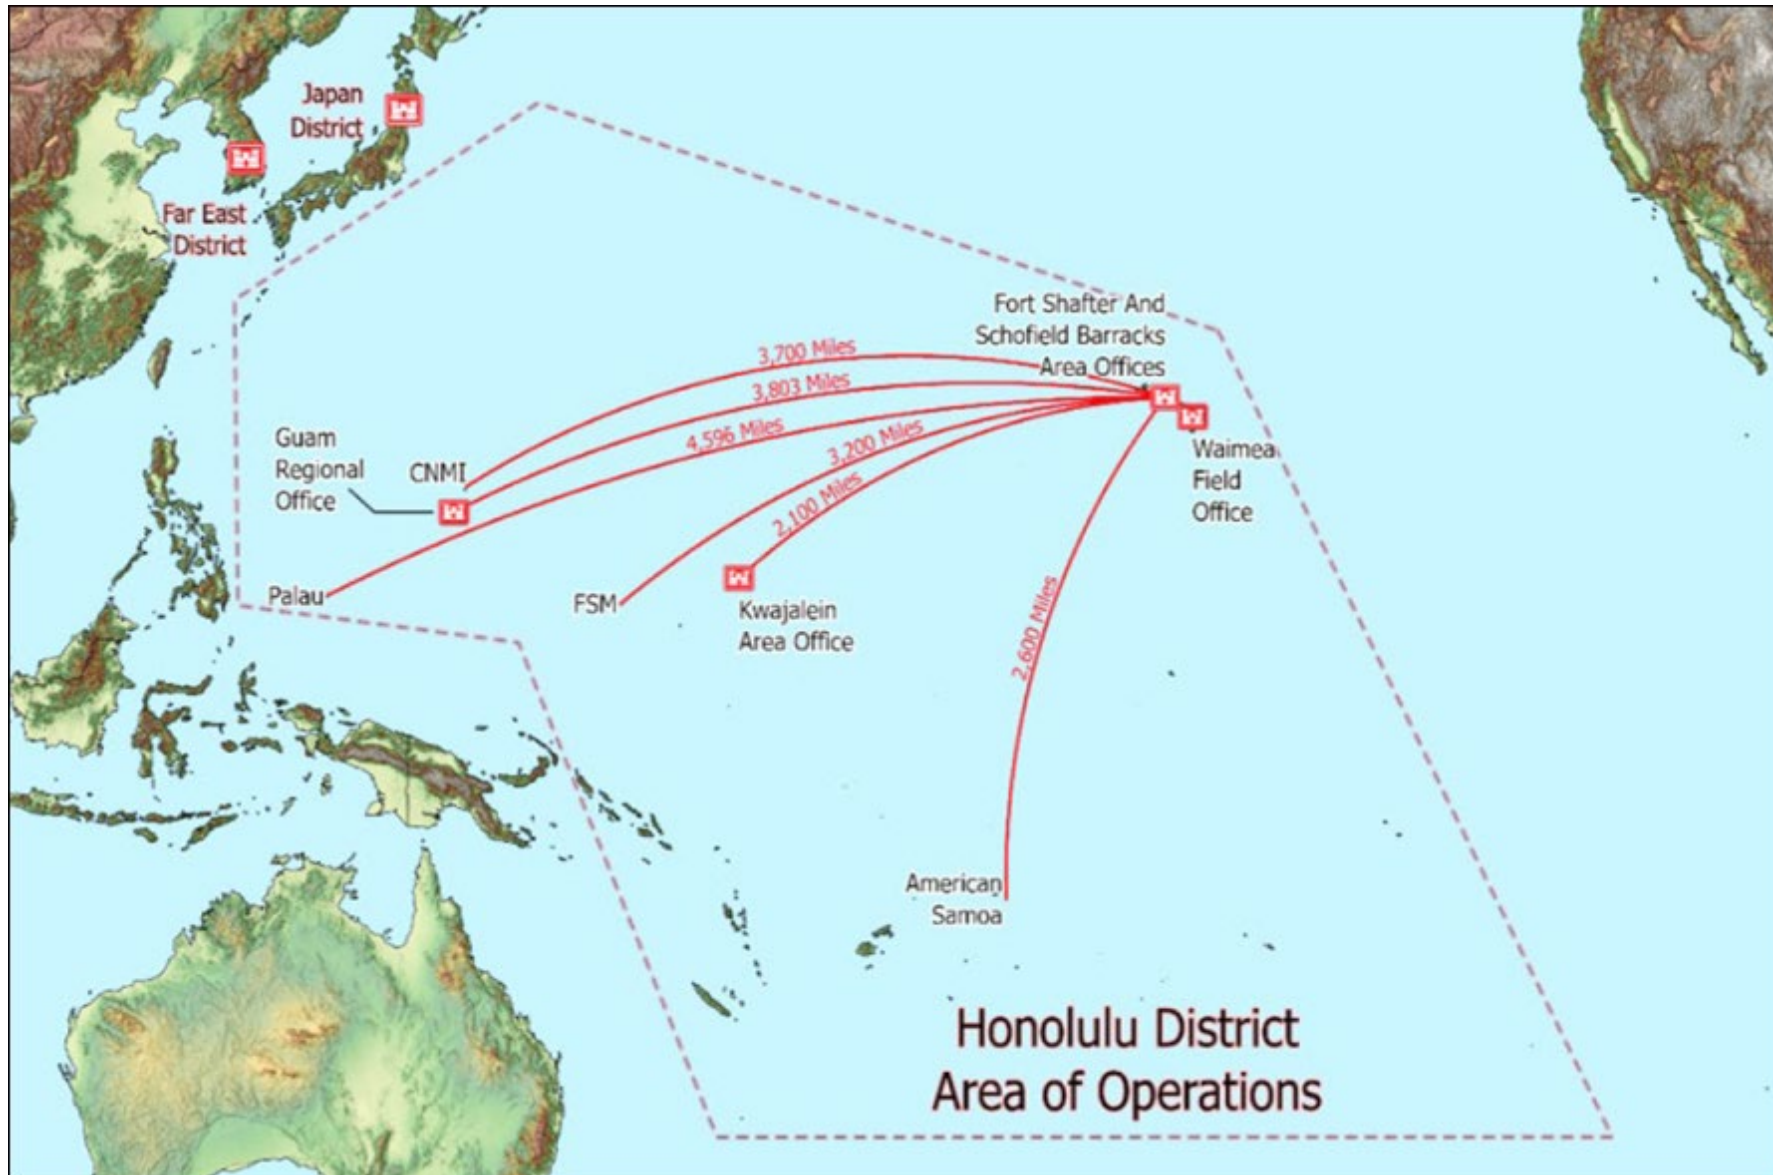 Japan
District
Far East
District
Fort Shafter And
Schofield Barracks
Area Offices
3,700 Miles
3,803 Miles
4,596 Miles
3,200 Miles
2,100 Miles
Guam
Regional
Office
CNMI
Waimea
Field
Office
Palau
FSM
Kwajalein
Area Office
2,600 Miles
American
Samoa
Honolulu District
Area of Operations